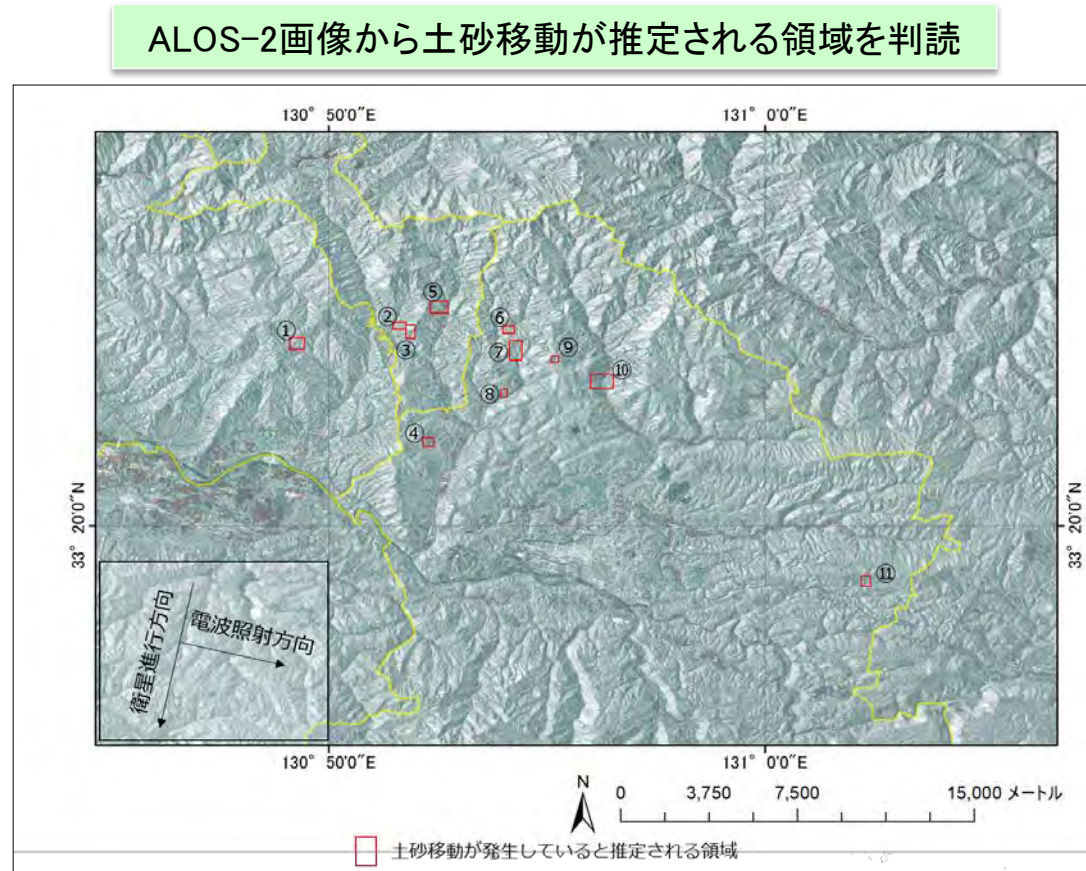 ALOS-2画像から土砂移動が推定される領域を判読
130° 50'0"E
131° 0'0"E
⑤
②
⑥
①
③
⑦
⑨
⑩
⑧
④
33° 20'0"N
33° 20'0"N
⑪
衛星進行方向
電波照射方向
130° 50'0"E
131° 0'0"E
N
0 3,750 7,500 15,000 メートル
土砂移動が発生していると推定される領域